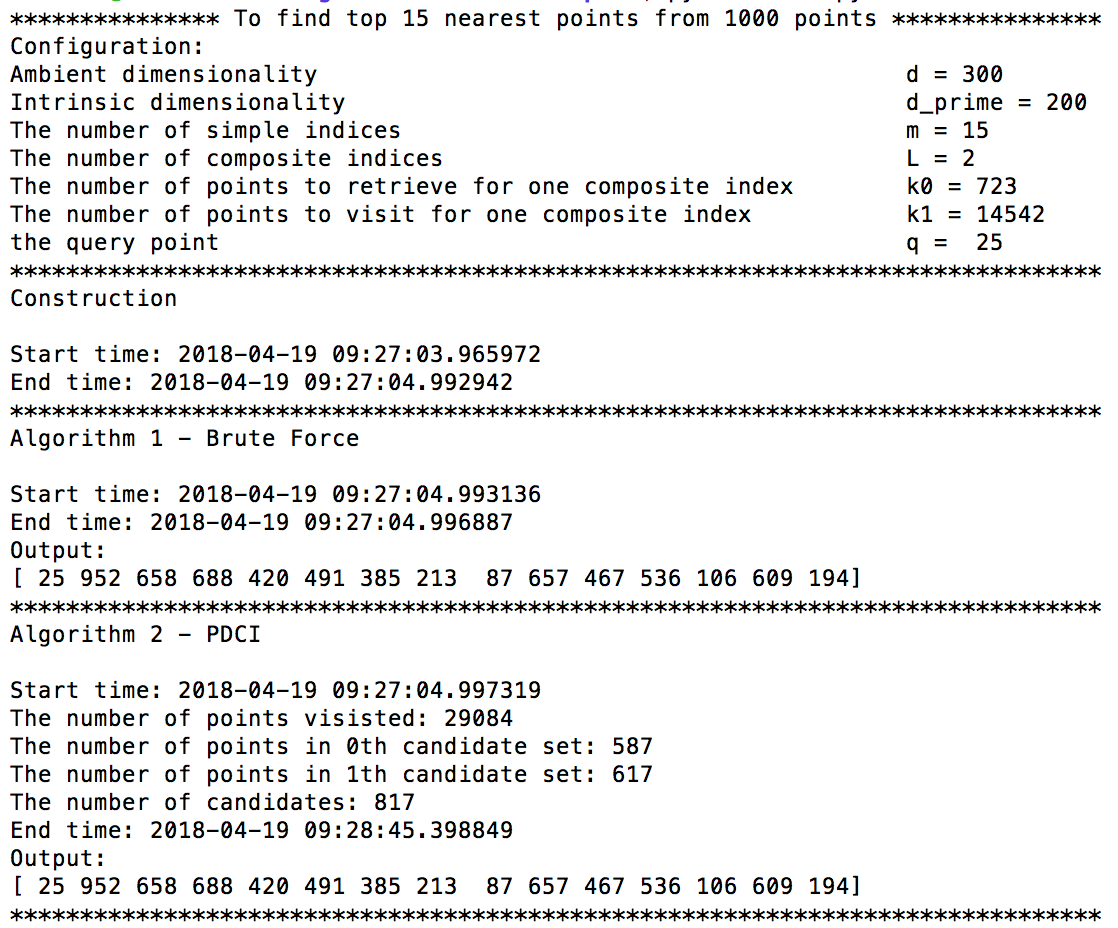 *************** To find top 15 nearest points from 1000 points ***************
Configuration:
Ambient dimensionality d = 300
Intrinsic dimensionality d_prime = 200
The number of simple indices m = 15
The number of composite indices L = 2
The number of points to retrieve for one composite index k0 = 723
The number of points to visit for one composite index k1 = 14542
the query point q =  25
******************************************************************************
Construction
Start time: 2018-04-19 09:27:03.965972
End time: 2018-04-19 09:27:04.992942
******************************************************************************
Algorithm 1 - Brute Force
Start time: 2018-04-19 09:27:04.993136
End time: 2018-04-19 09:27:04.996887
Output:
[ 25 952 658 688 420 491 385 213  87 657 467 536 106 609 194]
******************************************************************************
Algorithm 2 - PDCI
Start time: 2018-04-19 09:27:04.997319
The number of points visisted: 29084
The number of points in 0th candidate set: 587
The number of points in 1th candidate set: 617
The number of candidates: 817
End time: 2018-04-19 09:28:45.398849
Output:
[ 25 952 658 688 420 491 385 213  87 657 467 536 106 609 194]
******************************************************************************